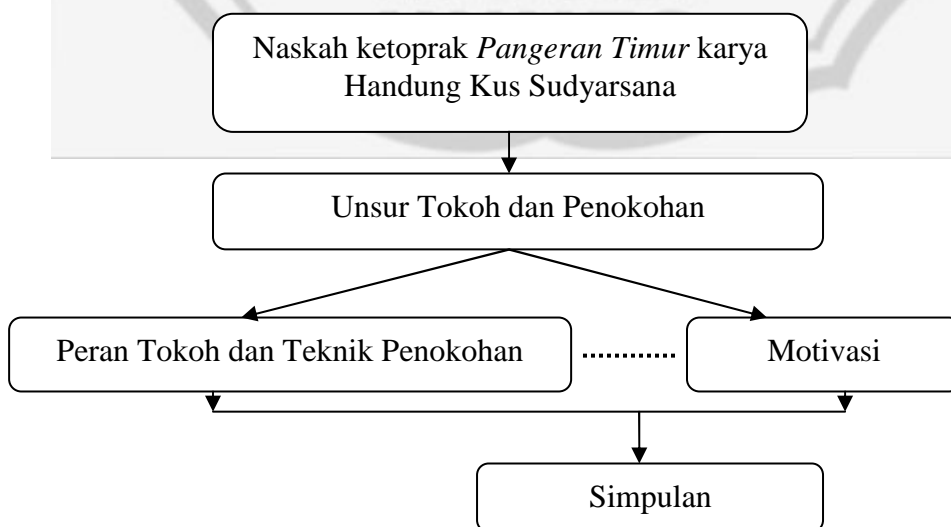 Naskah ketoprak Pangeran Timur karya
Handung Kus Sudyarsana
Unsur Tokoh dan Penokohan
Peran Tokoh dan Teknik Penokohan
Motivasi
Simpulan